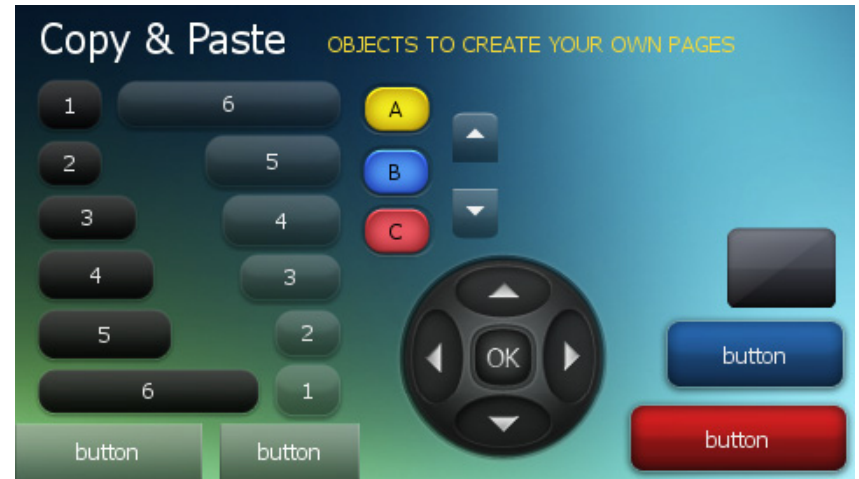 Copy & Paste OBJECTS TO CREATE YOUR OWN PAGES
1 6 A
2 5 B
3 4 C
4 3
5 2 OK button
6 1
button button button